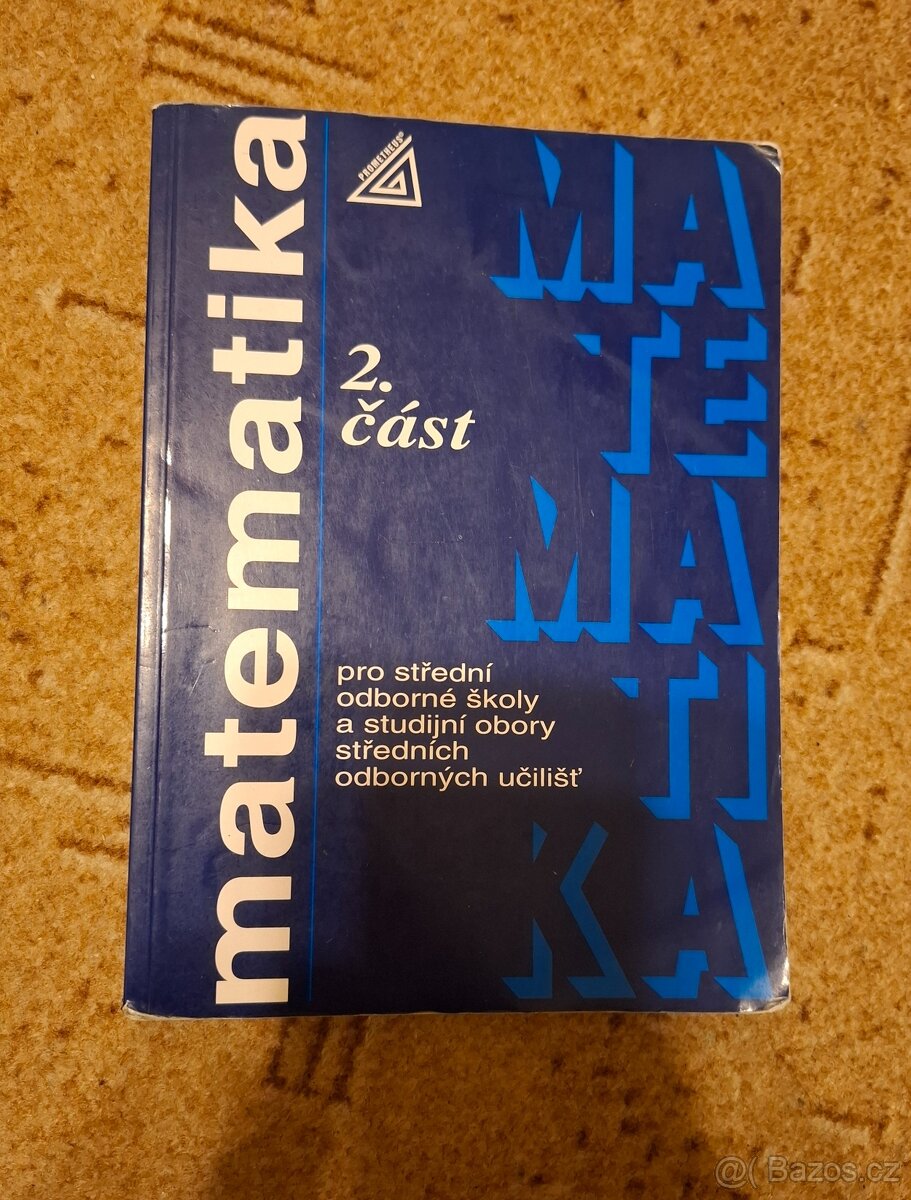 matematika
PROMETHEUS®
2.
část
pro střední
odborné školy
a studijní obory
středních
odborných učilišť
MA
TE
MA
TI
KA
@( Bazos.cz